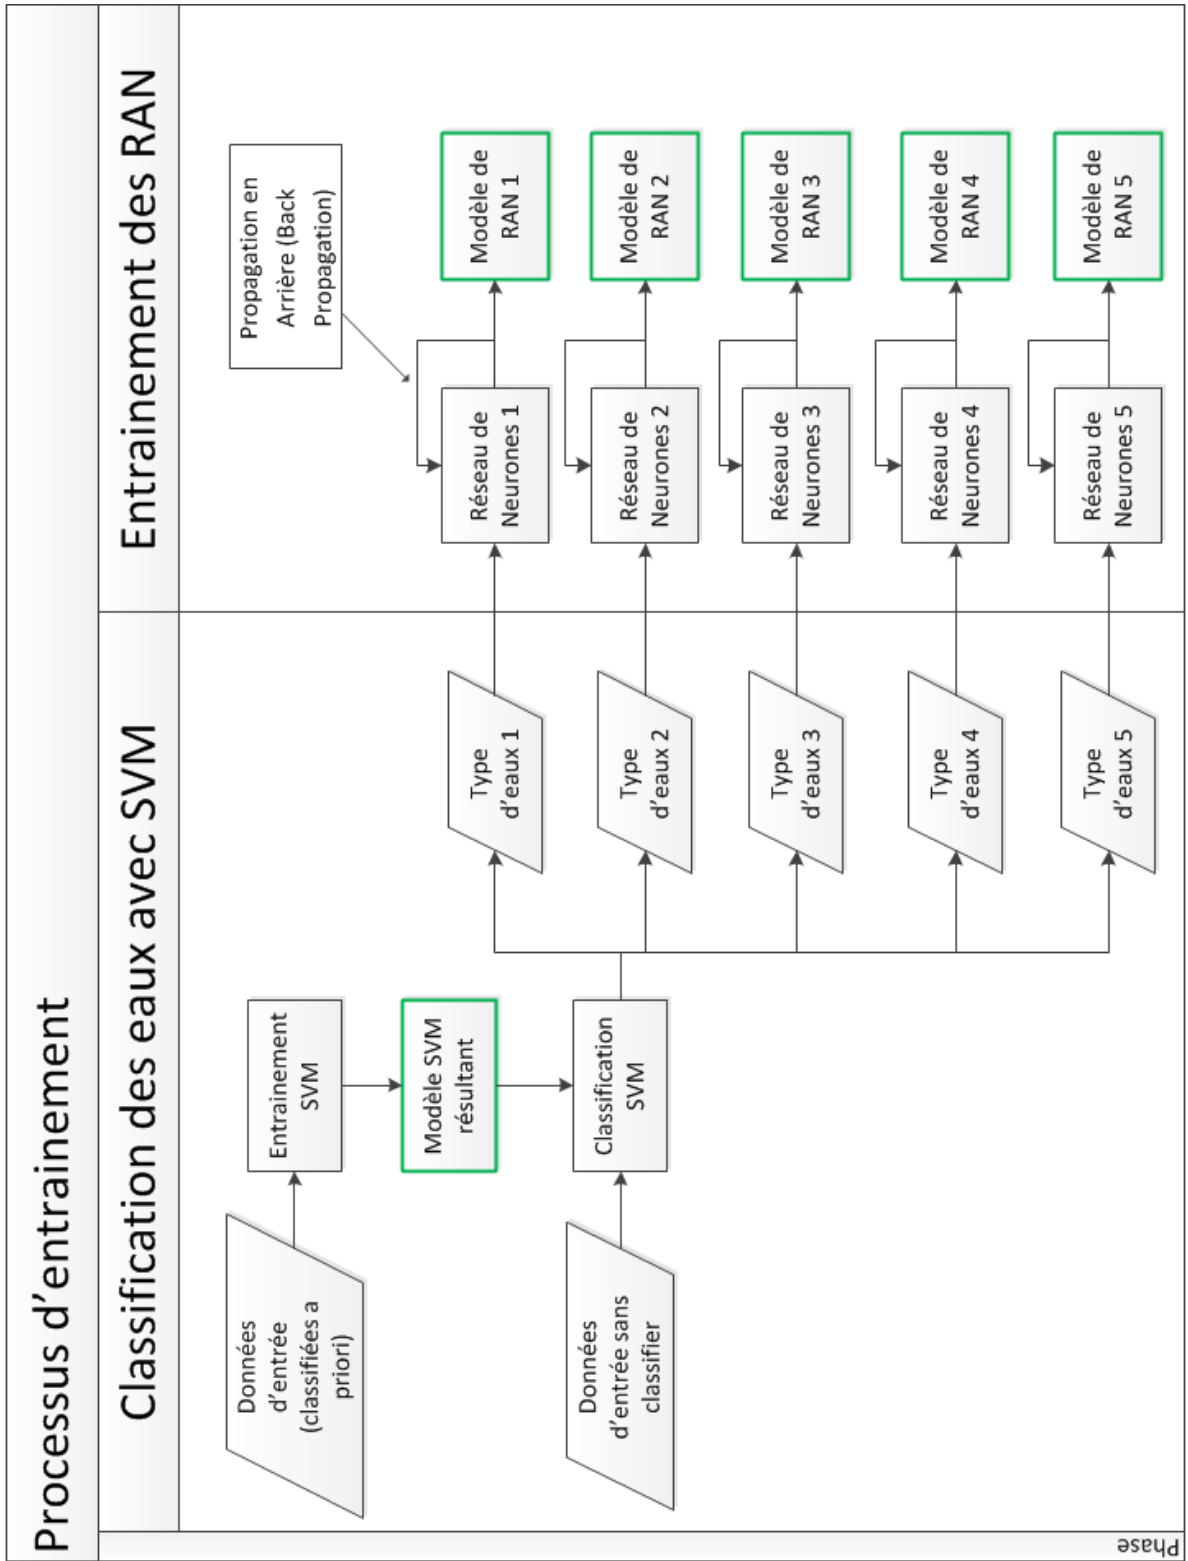 Processus d'entrainement
Classification des eaux avec SVM
Entrainement des RAN
Données
d'entrée
(classifiées a
priori)
Entrainement
SVM
Modèle SVM
résultant
Données
d'entrée sans
classifier
Classification
SVM
Type
d'eaux 1
Type
d'eaux 2
Type
d'eaux 3
Type
d'eaux 4
Type
d'eaux 5
Propagation en
Arrière (Back
Propagation)
Réseau de
Neurones 1
Modèle de
RAN 1
Réseau de
Neurones 2
Modèle de
RAN 2
Réseau de
Neurones 3
Modèle de
RAN 3
Réseau de
Neurones 4
Modèle de
RAN 4
Réseau de
Neurones 5
Modèle de
RAN 5
Phase